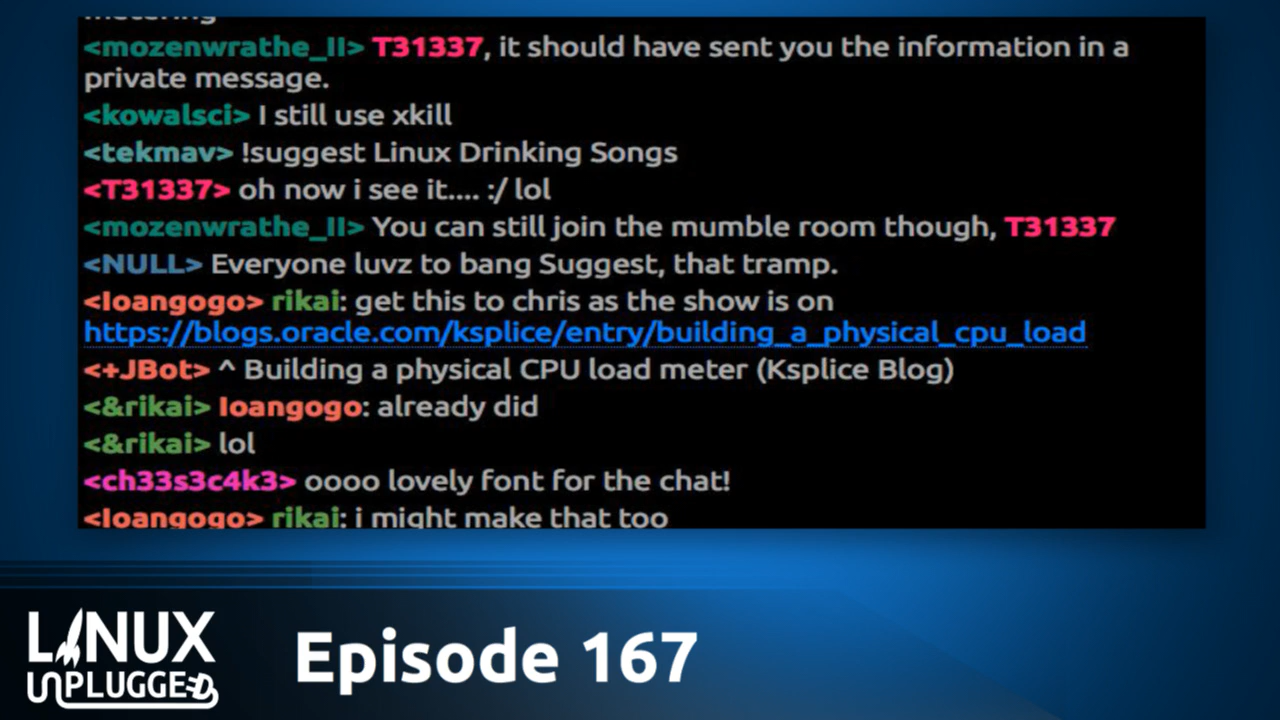 metering
<mozenwrathe_II> T31337, it should have sent you the information in a
private message.
<kowalsci> I still use xkill
<tekmav> !suggest Linux Drinking Songs
<T31337> oh now i see it.... :/ lol
<mozenwrathe_II> You can still join the mumble room though, T31337
<NULL> Everyone luvz to bang Suggest, that tramp.
<Ioangogo> rikai: get this to chris as the show is on
https://blogs.oracle.com/ksplice/entry/building_a_physical_cpu_load
<+JBot> ^ Building a physical CPU load meter (Ksplice Blog)
<&rikai> Ioangogo: already did
<&rikai> lol
<ch33s3c4k3> oooo lovely font for the chat!
<Ioangogo> rikai: i might make that too
LINUX
UNPLUGGED
Episode 167